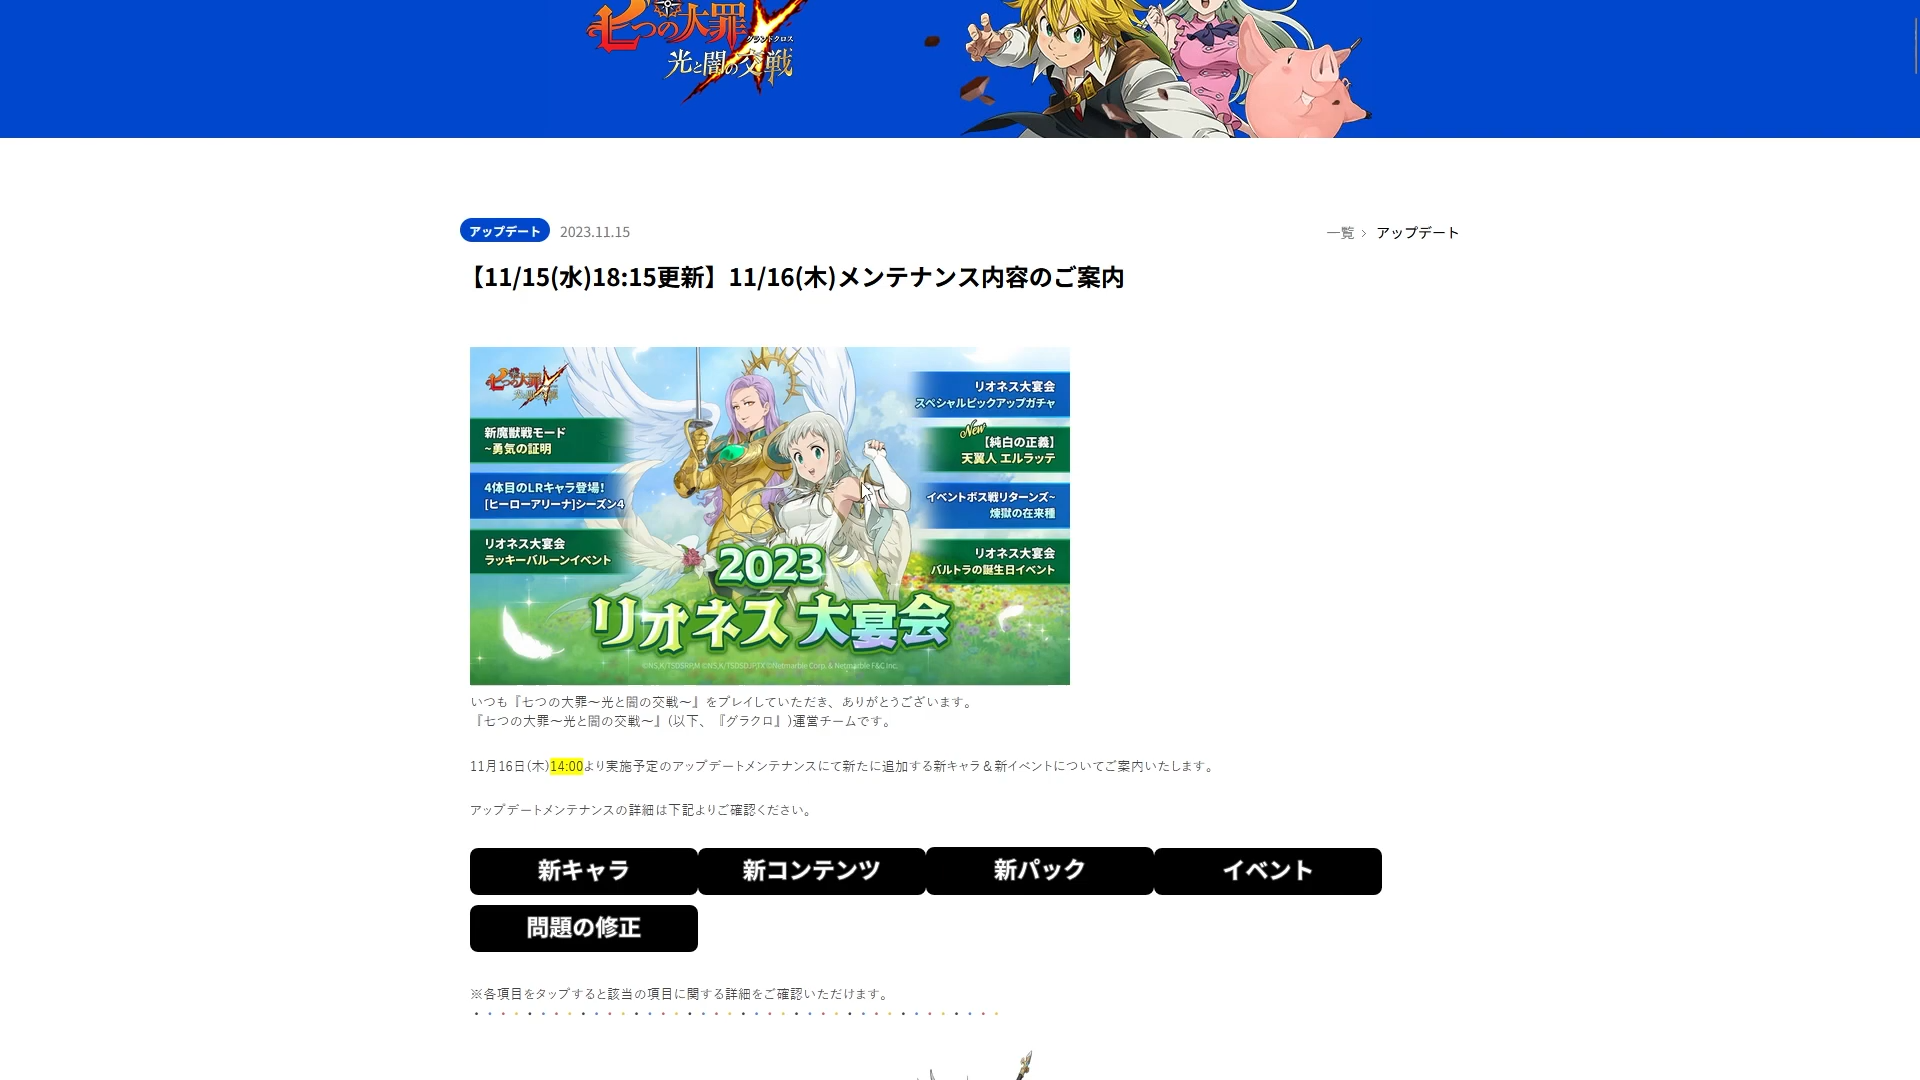 七つの大罪
グランドクロス
光と闇の交戦
アップデート 2023.11.15
一覧 > アップデート
【11/15(水)18:15更新】11/16(木)メンテナンス内容のご案内
七つの大罪
光と闇の交戦
新魔獣戦モード
~勇気の証明
4体目のLRキャラ登場!
[ヒーローアリーナ]シーズン4
リオネス大宴会
ラッキーバルーンイベント
リオネス大宴会
スペシャルピックアップガチャ
New
【純白の正義】
天翼人 エルラッテ
イベントボス戦リターンズ~
煉獄の在来種
リオネス大宴会
バルトラの誕生日イベント
2023
リオネス大宴会
©NS,K/TSDSRP,M ©NS,K/TSDSDJP,TX ©Netmarble Corp. & Netmarble F&C Inc.
いつも『七つの大罪～光と闇の交戦～』をプレイしていただき、ありがとうございます。
『七つの大罪～光と闇の交戦～』(以下、『グラクロ』)運営チームです。
11月16日(木)14:00より実施予定のアップデートメンテナンスにて新たに追加する新キャラ＆新イベントについてご案内いたします。
アップデートメンテナンスの詳細は下記よりご確認ください。
新キャラ 新コンテンツ 新パック イベント
問題の修正
※各項目をタップすると該当の項目に関する詳細をご確認いただけます。